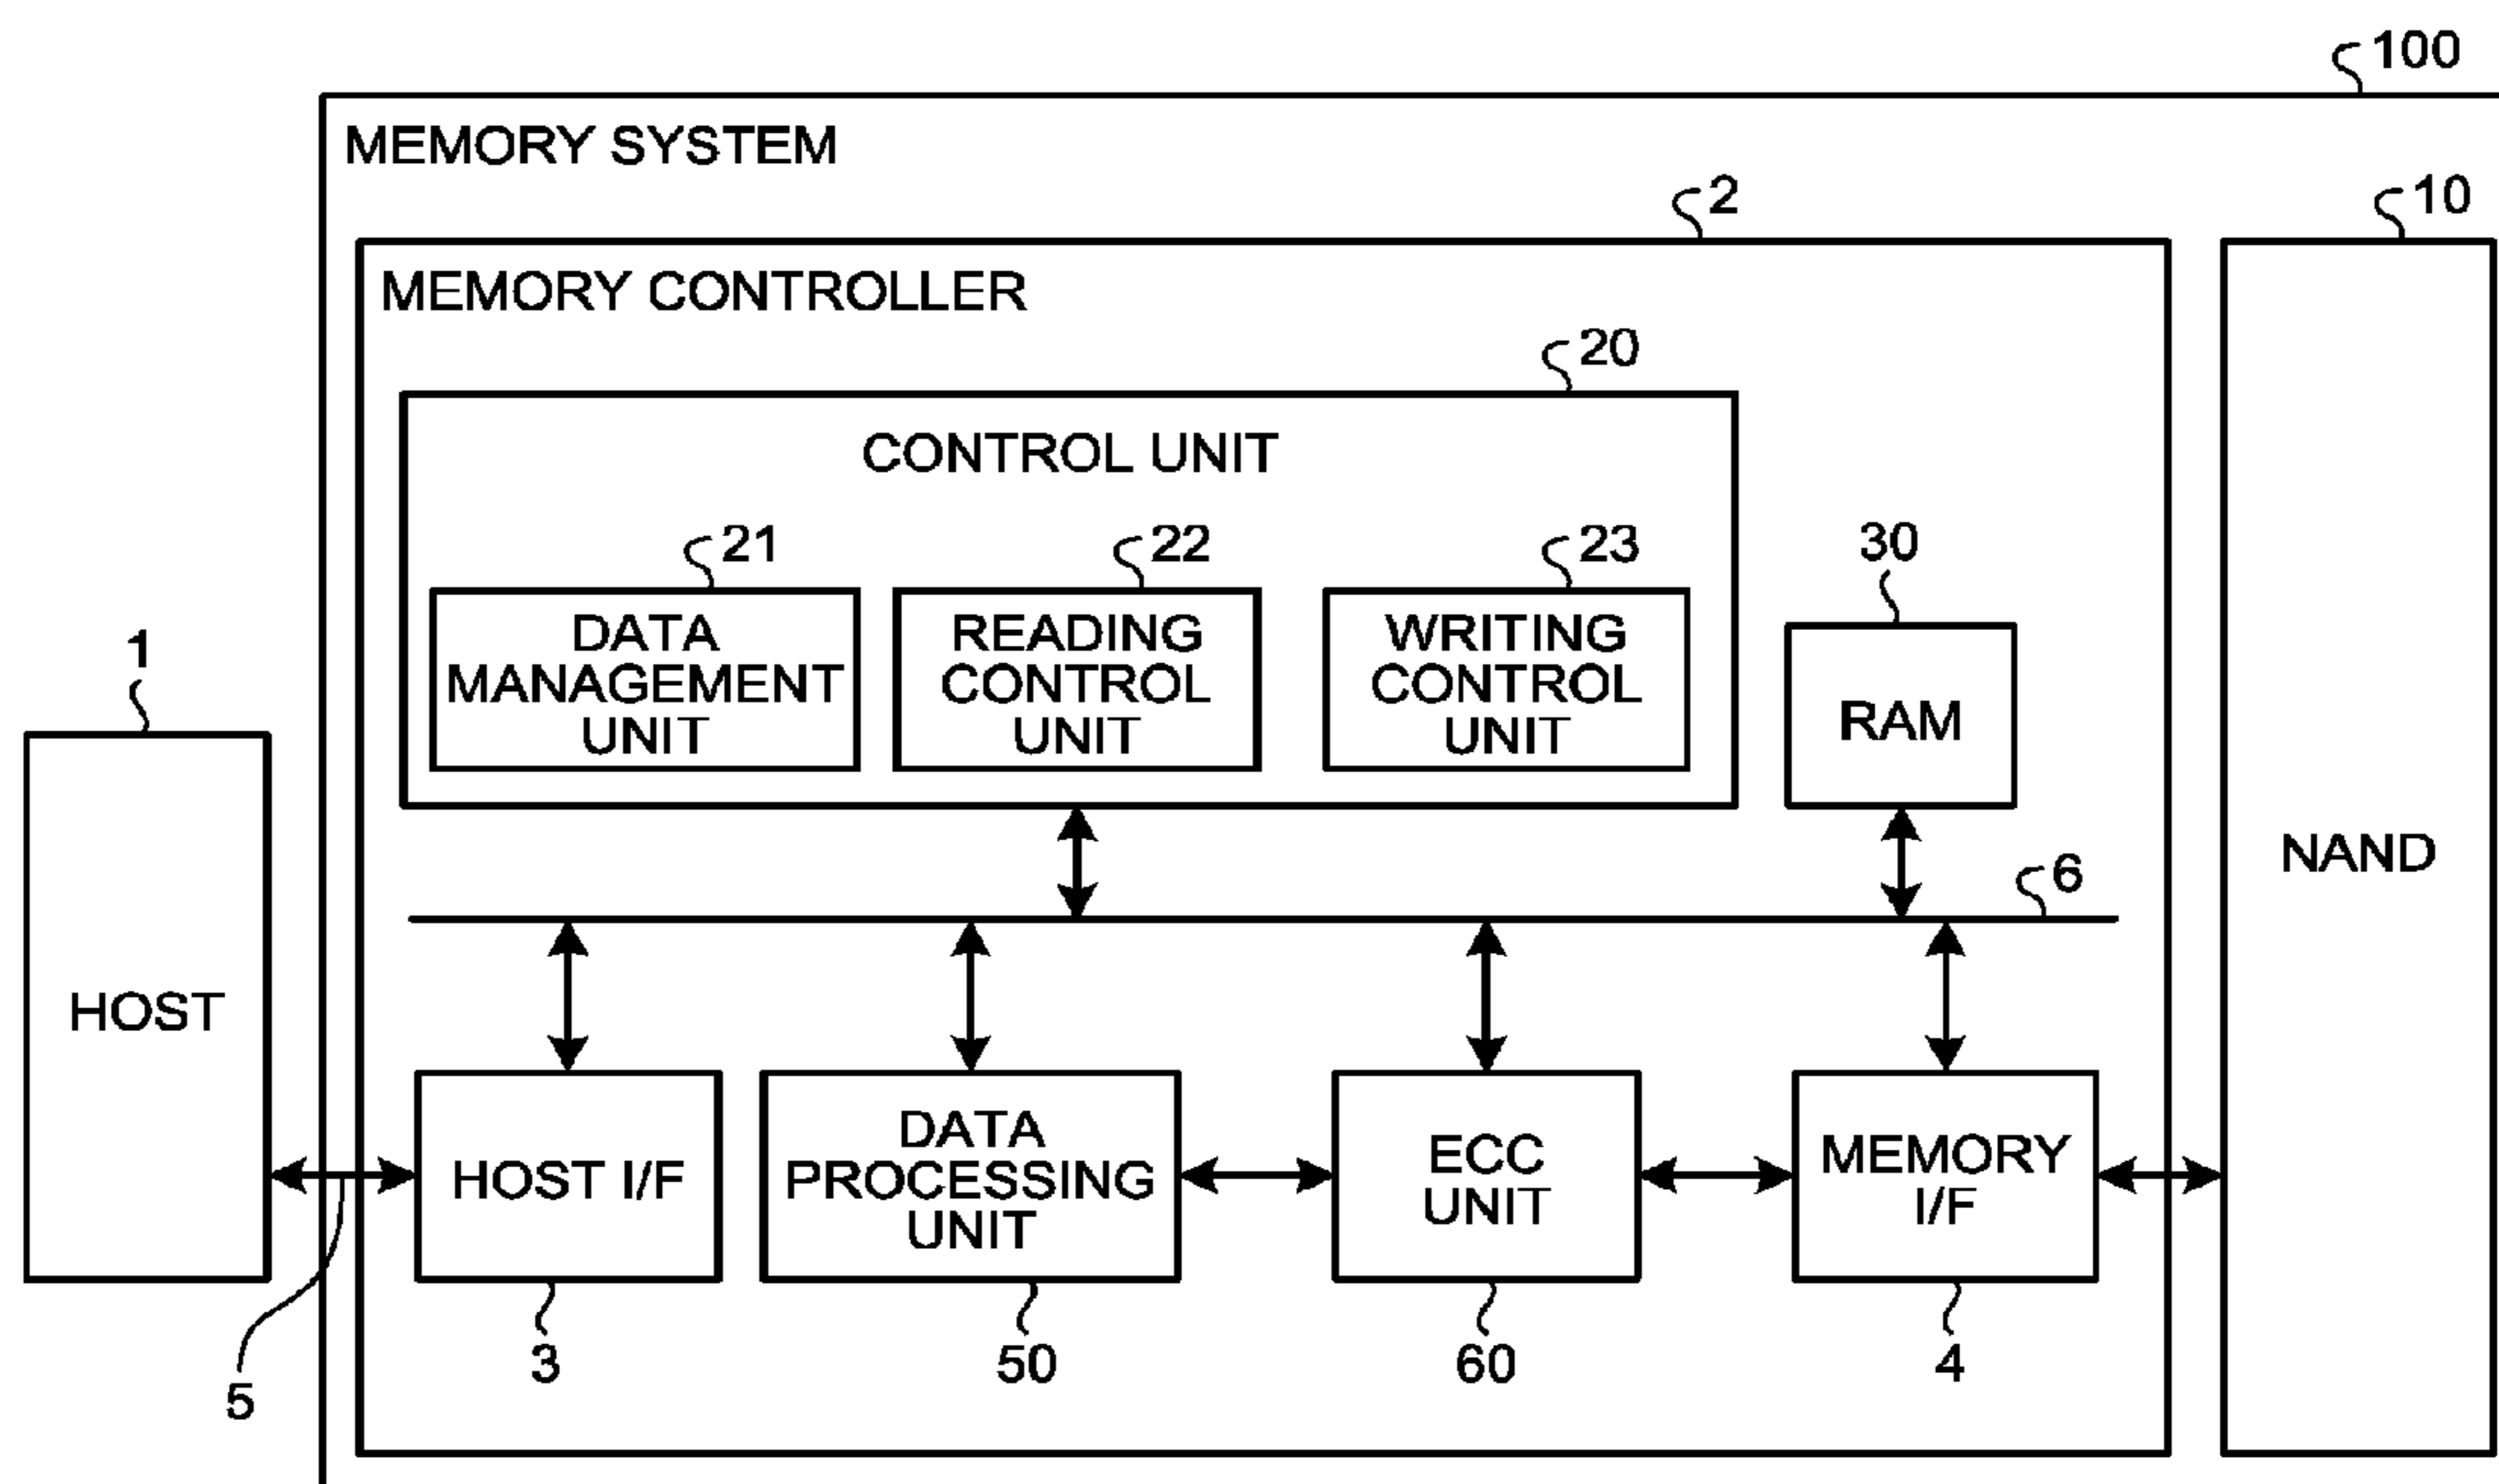 100
MEMORY SYSTEM
2
10
MEMORY CONTROLLER
20
CONTROL UNIT
21
22
23
30
DATA
MANAGEMENT
UNIT
READING
CONTROL
UNIT
WRITING
CONTROL
UNIT
RAM
1
NAND
6
HOST
HOST I/F
DATA
PROCESSING
UNIT
ECC
UNIT
MEMORY
I/F
3
50
60
4
5